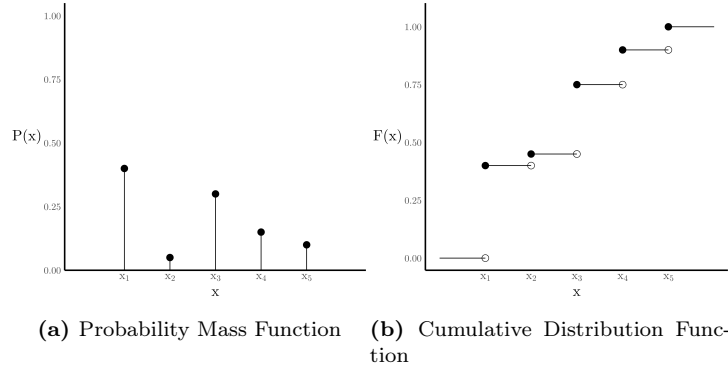 1.00
0.75
P(x)
0.50
0.25
0.00
x₁ x₂ x₃ x₄ x₅
x
(a) Probability Mass Function
1.00
0.75
F(x)
0.50
0.25
0.00
x₁ x₂ x₃ x₄ x₅
x
(b) Cumulative Distribution Func-
tion